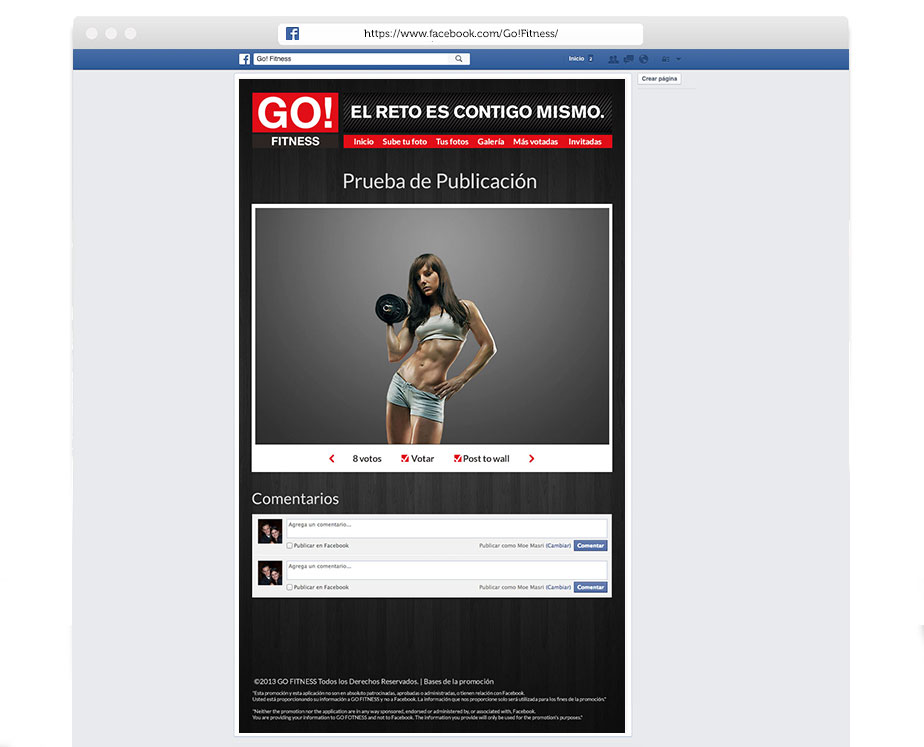 https://www.facebook.com/Go!Fitness/
Go! Fitness
Inicio 2
Crear página
GO!
FITNESS
EL RETO ES CONTIGO MISMO.
Inicio Sube tu foto Tus fotos Galería Más votadas Invitadas
Prueba de Publicación
8 votos Votar Post to wall
Comentarios
Agrega un comentario...
Publicar en Facebook Publicar como Moe Masri (Cambiar) Comentar
Agrega un comentario...
Publicar en Facebook Publicar como Moe Masri (Cambiar) Comentar
©2013 GO FITNESS Todos los Derechos Reservados. | Bases de la promoción
"Esta promoción y esta aplicación no son en absoluto patrocinadas, aprobadas o administradas, o tienen relación con Facebook.
Usted está proporcionando su información a GO FITNESS y no a Facebook. La información que nos proporcione solo será utilizada para los fines de la promoción."
"Neither the promotion nor the application are in any way sponsored, endorsed or administered by, or associated with, Facebook.
You are providing your information to GO FOTNESS and not to Facebook. The information you provide will only be used for the promotion's purposes."